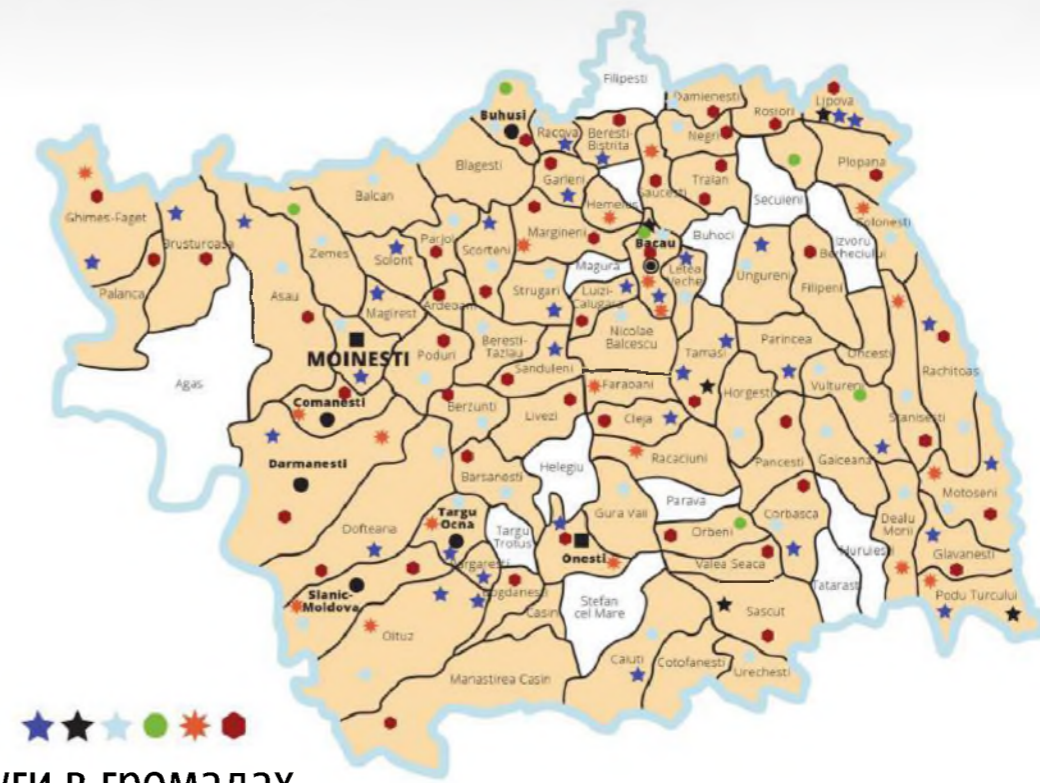 Filipesti
Damienesti
Lipova
Rosiori
Buhusi
Racova
Beresti-
Bistrita
Negri
Plopana
Blagesti
Garleni
Traian
Saucesti
Secuieni
Balcan
Hemeius
Ghimes-Faget
Colonesti
Brusturoasa
Parjol
Margineni
Bacau
Buhoci
Izvoru
Berheciului
Zemes
Solont
Scorteni
Magura
Letea
Veche
Ungureni
Filipeni
Palanca
Asau
Strugari
Luizi-
Calugara
Magirest
Ardeoani
Nicolae
Balcescu
MOINESTI
Poduri
Beresti-
Tazlau
Sanduleni
Tamasi
Parincea
Oncesti
Rachitoas
Agas
Faraoani
Horgesti
Vultureni
Comanesti
Berzunti
Livezi
Cleja
Stanisesti
Darmanesti
Barsanesti
Helegiu
Racaciuni
Pancesti
Gaiceana
Motoseni
Parava
Dofteana
Targu
Ocna
Targu
Trotus
Gura Vaii
Orbeni
Corbasca
Dealu
Morii
Huruiesti
Glavanesti
Onesti
Valea Seaca
Tatarasti
Slanic-
Moldova
Bogdanesti
Casin
Stefan
cel Mare
Sascut
Podu Turcului
Oituz
Caiuti
Cotofanesti
Urechesti
Manastirea Casin
в громадах